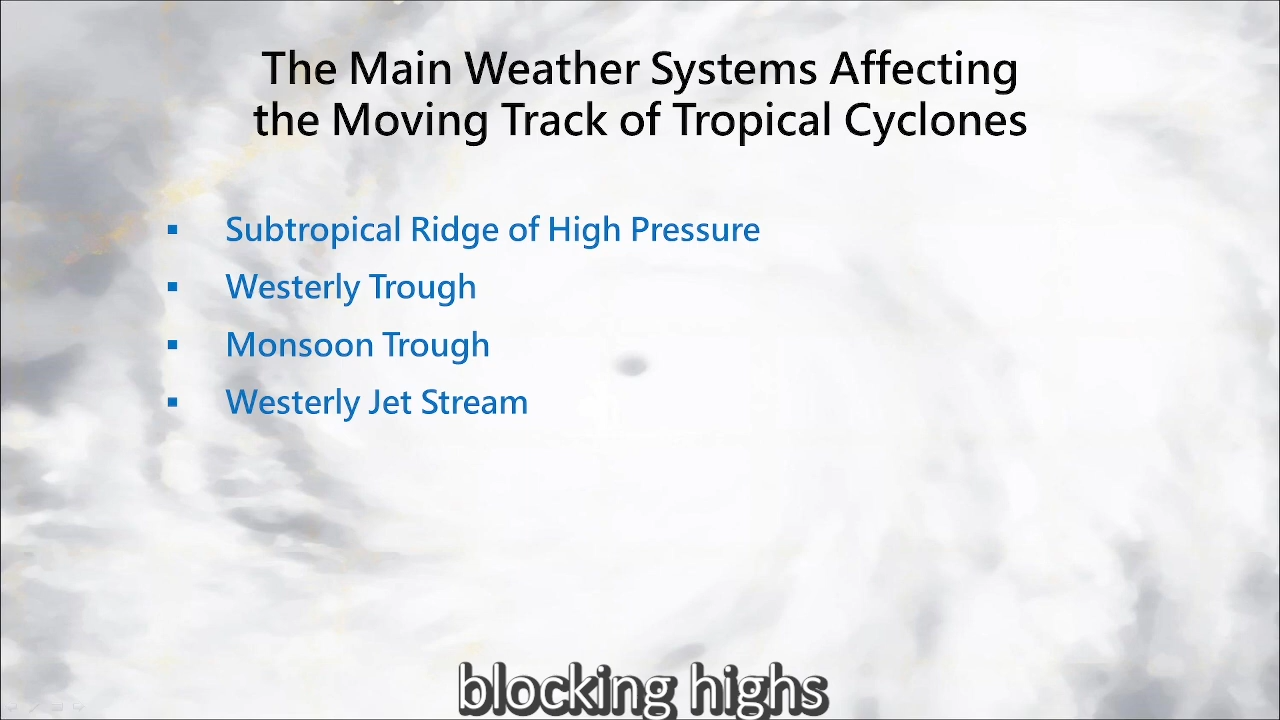 The Main Weather Systems Affecting
the Moving Track of Tropical Cyclones
▪ Subtropical Ridge of High Pressure
▪ Westerly Trough
▪ Monsoon Trough
▪ Westerly Jet Stream
blocking highs